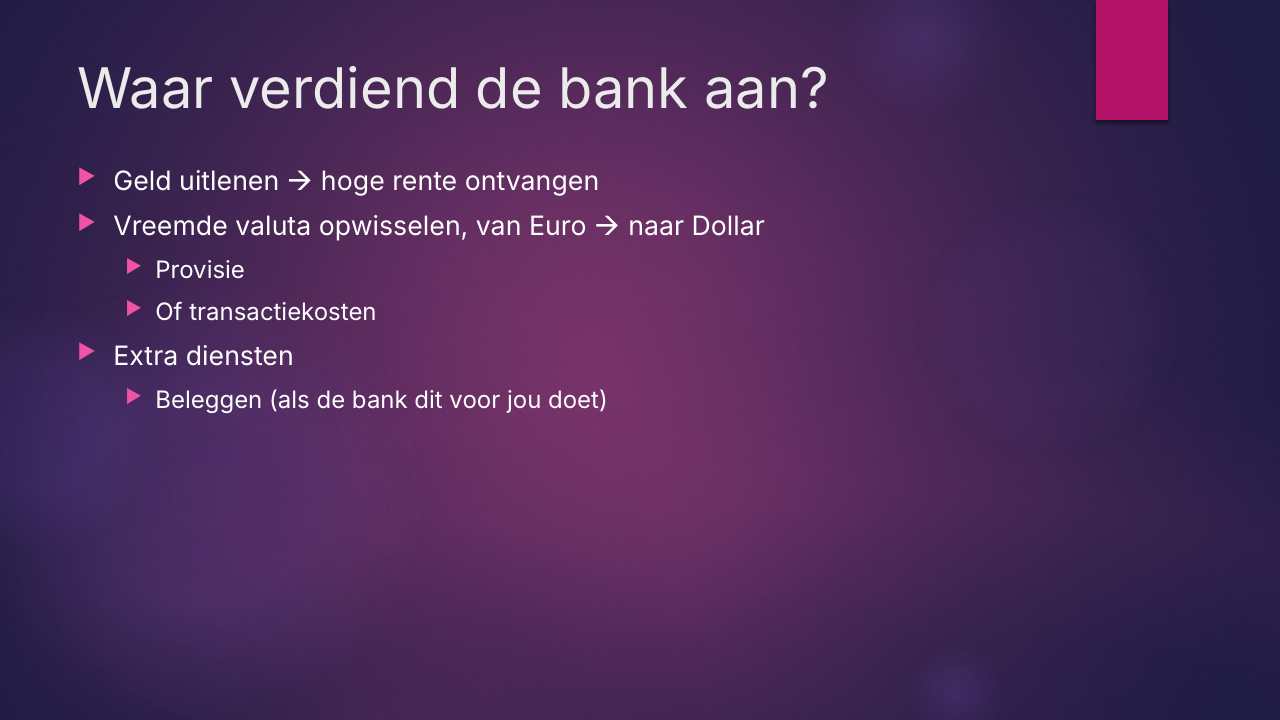 Waar verdiend de bank aan?
Geld uitlenen → hoge rente ontvangen
Vreemde valuta opwisselen, van Euro → naar Dollar
Provisie
Of transactiekosten
Extra diensten
Beleggen (als de bank dit voor jou doet)